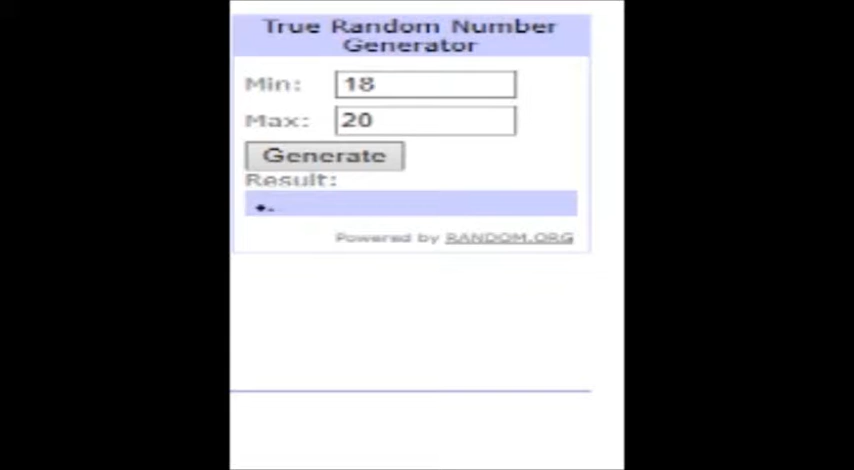 True Random Number
Generator
Min: 18
Max: 20
Generate
Result:
Powered by RANDOM.ORG